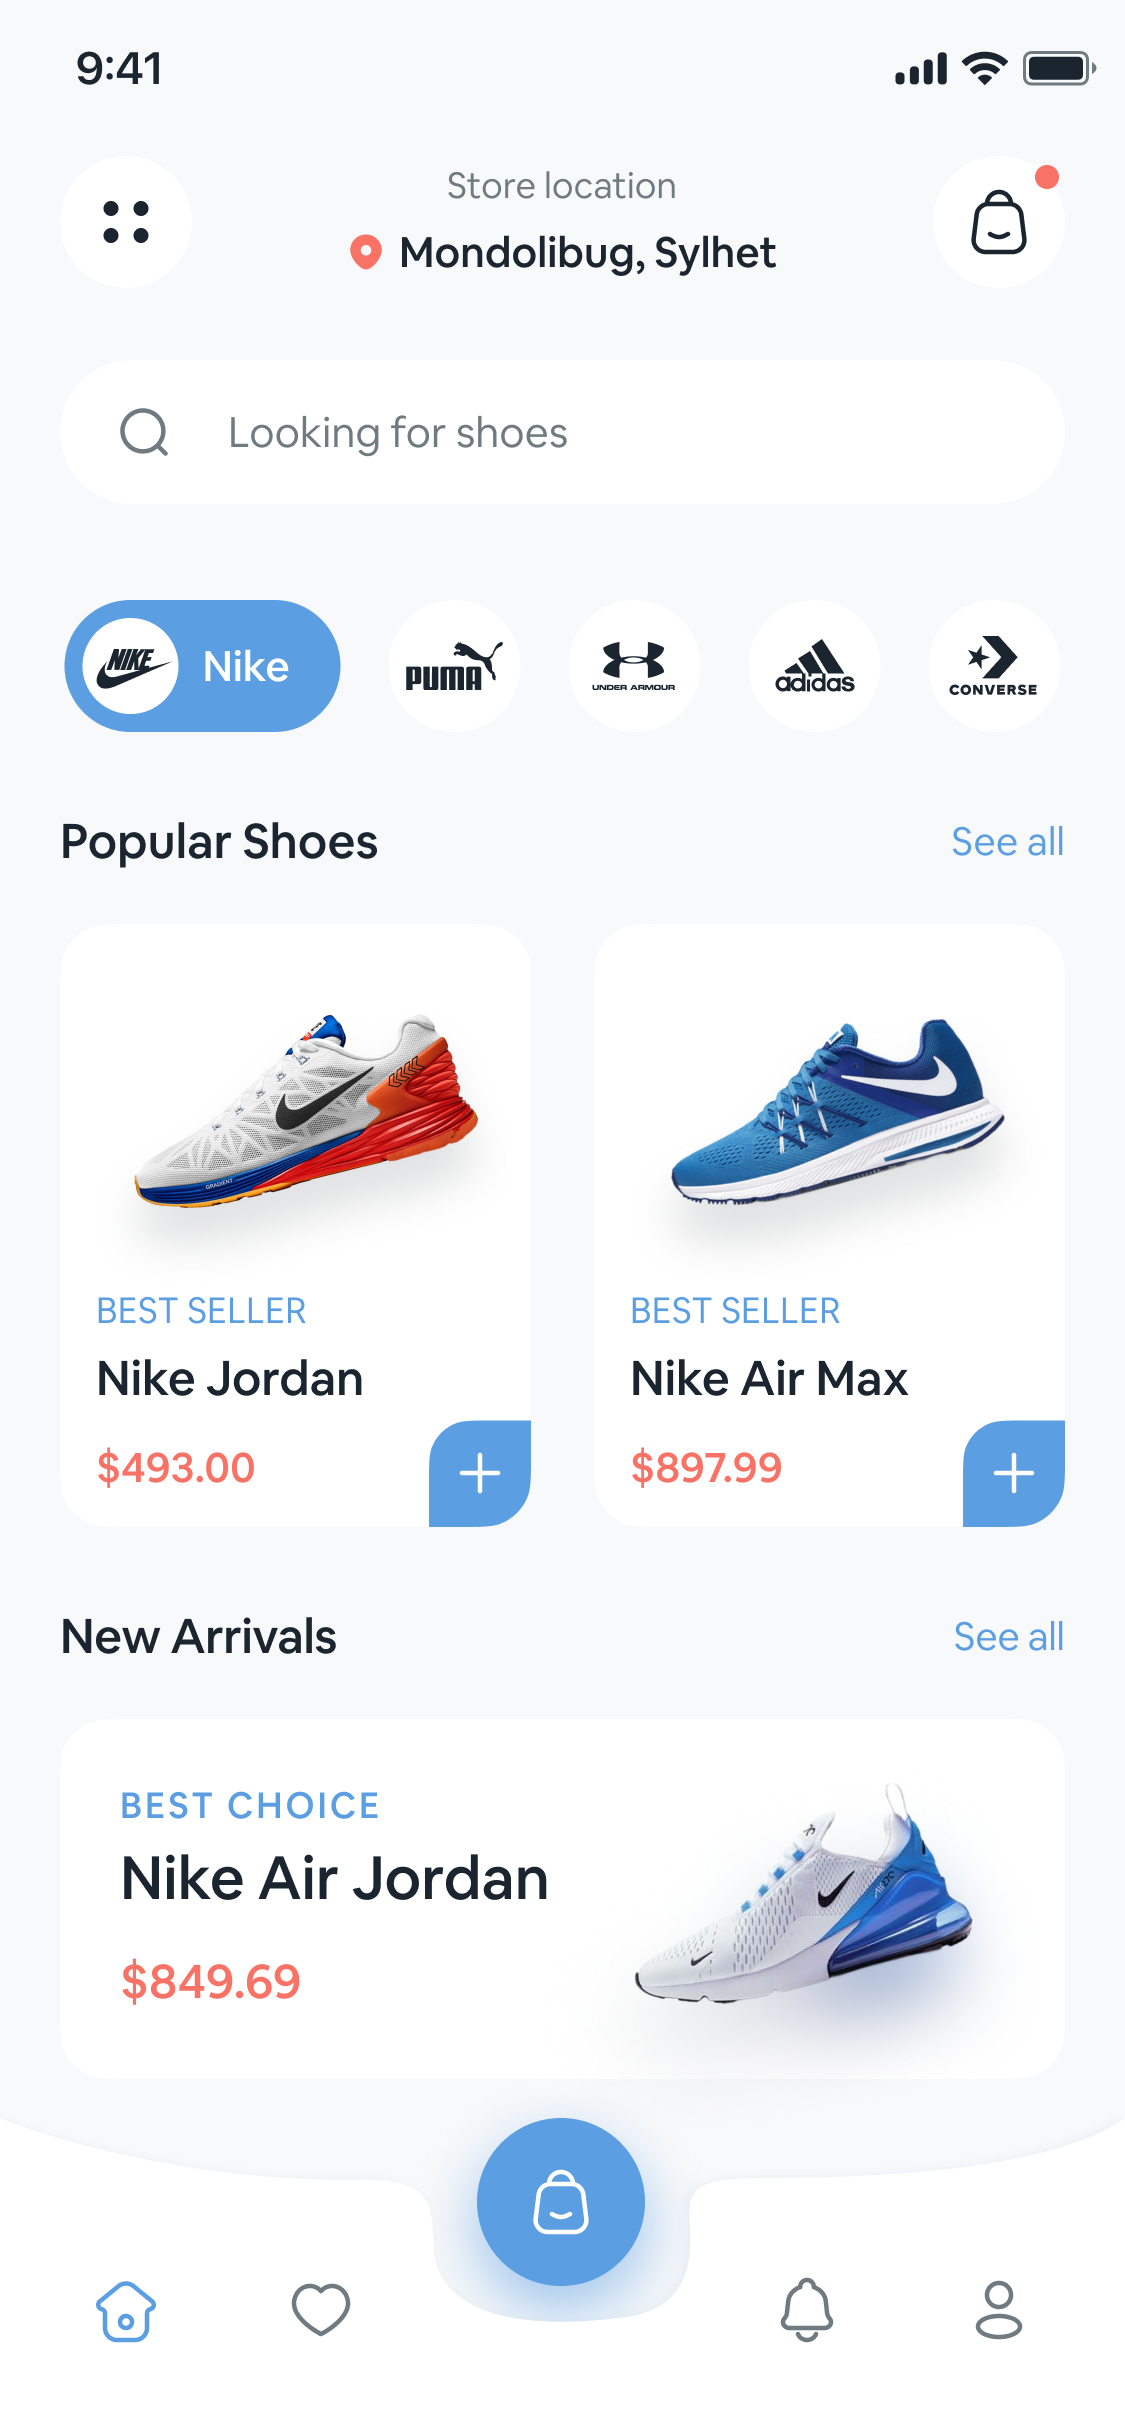 9:41
Store location
Mondolibug, Sylhet
Looking for shoes
NIKE
Nike
PUMA
UNDER ARMOUR
adidas
CONVERSE
Popular Shoes
See all
GRADIENT
BEST SELLER
Nike Jordan
$493.00
BEST SELLER
Nike Air Max
$897.99
New Arrivals
See all
BEST CHOICE
Nike Air Jordan
$849.69